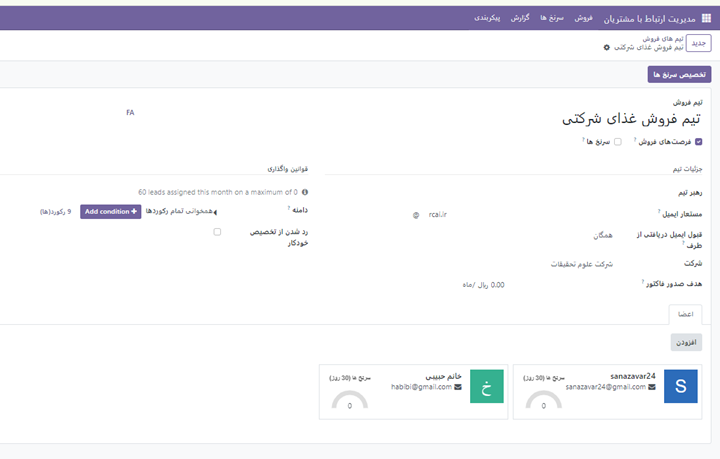 مدیریت ارتباط با مشتریان فروش سرنخ ها گزارش پیکربندی
جدید
تیم های فروش
تیم فروش غذای شرکتی
تخصیص سرنخ ها
تیم فروش
تیم فروش غذای شرکتی
FA
فرصت‌های فروش ? سرنخ ها ?
جزئیات تیم
رهبر تیم
مستعار ایمیل ? rcai.ir @
قبول ایمیل دریافتی از طرف ? همگان
شرکت شرکت علوم تحقیقات
هدف صدور فاکتور ? 0.00 ریال /ماه
قوانین واگذاری
60 leads assigned this month on a maximum of 0
دامنه ? همخوانی تمام رکوردها Add condition + 9 رکورد(ها)
رد شدن از تخصیص خودکار
اعضا
افزودن
S
sanazavar24
sanazavar24@gmail.com
سرنخ ها (30 روز)
0
خ
خانم حبیبی
habibi@gmail.com
سرنخ ها (30 روز)
0